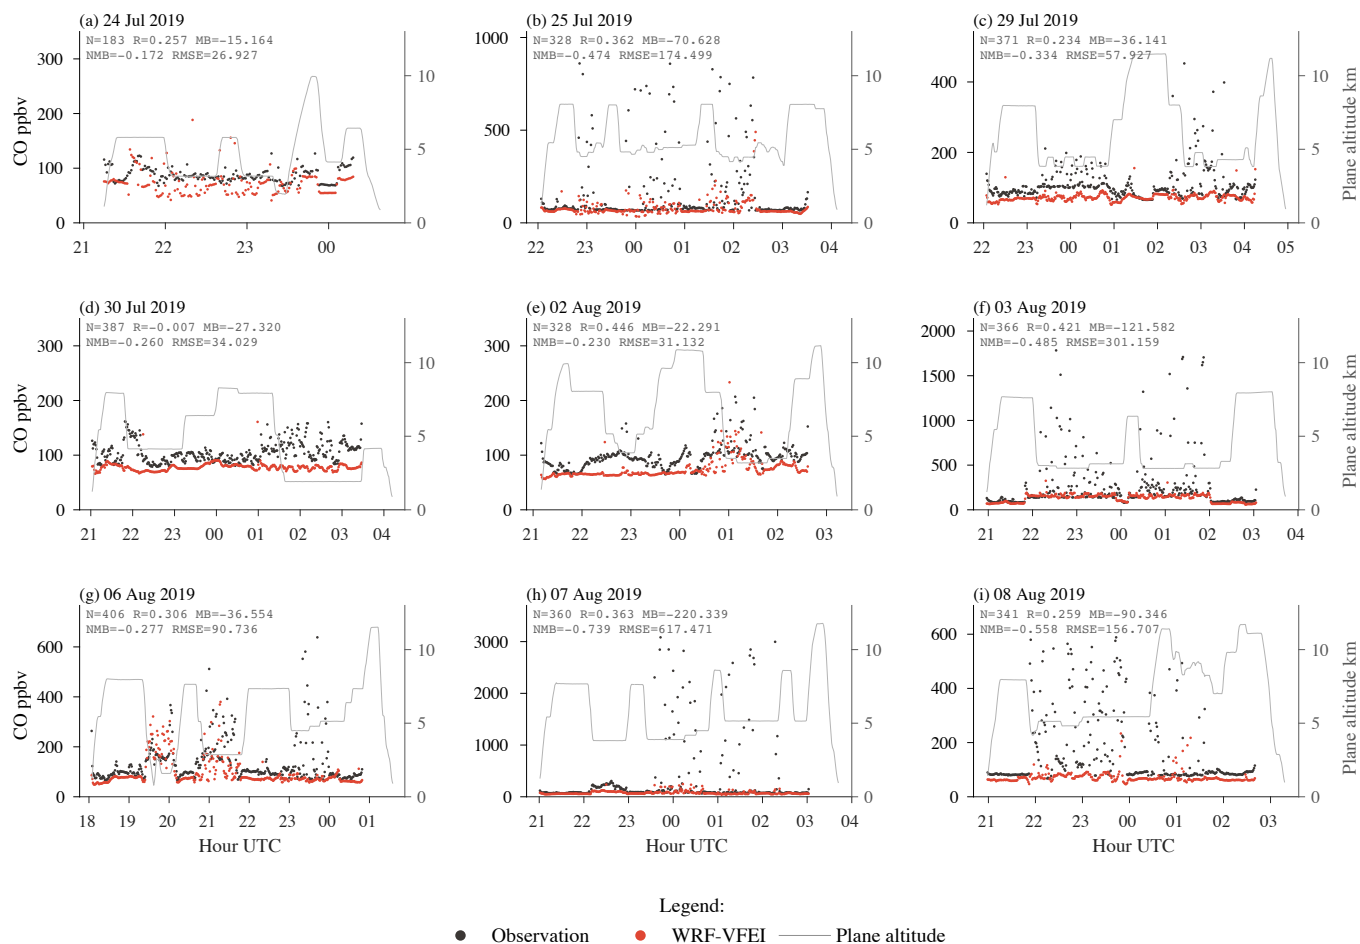 (a) 24 Jul 2019
N=183 R=0.257 MB=-15.164
NMB=-0.172 RMSE=26.927
CO ppbv
300
200
100
0
10
5
0
21 22 23 00
(b) 25 Jul 2019
N=328 R=0.362 MB=-70.628
NMB=-0.474 RMSE=174.499
1000
500
0
10
5
0
22 23 00 01 02 03 04
(c) 29 Jul 2019
N=371 R=0.234 MB=-36.141
NMB=-0.334 RMSE=57.927
400
200
0
10
5
0
Plane altitude km
22 23 00 01 02 03 04 05
(d) 30 Jul 2019
N=387 R=-0.007 MB=-27.320
NMB=-0.260 RMSE=34.029
CO ppbv
300
200
100
0
10
5
0
21 22 23 00 01 02 03 04
(e) 02 Aug 2019
N=328 R=0.446 MB=-22.291
NMB=-0.230 RMSE=31.132
300
200
100
0
10
5
0
21 22 23 00 01 02 03
(f) 03 Aug 2019
N=366 R=0.421 MB=-121.582
NMB=-0.485 RMSE=301.159
2000
1500
1000
500
0
10
5
0
Plane altitude km
21 22 23 00 01 02 03 04
(g) 06 Aug 2019
N=406 R=0.306 MB=-36.554
NMB=-0.277 RMSE=90.736
CO ppbv
600
400
200
0
10
5
0
18 19 20 21 22 23 00 01
Hour UTC
(h) 07 Aug 2019
N=360 R=0.363 MB=-220.339
NMB=-0.739 RMSE=617.471
3000
2000
1000
0
10
5
0
21 22 23 00 01 02 03 04
Hour UTC
(i) 08 Aug 2019
N=341 R=0.259 MB=-90.346
NMB=-0.558 RMSE=156.707
600
400
200
0
10
5
0
Plane altitude km
21 22 23 00 01 02 03
Hour UTC
Legend:
Observation WRF-VFEI Plane altitude